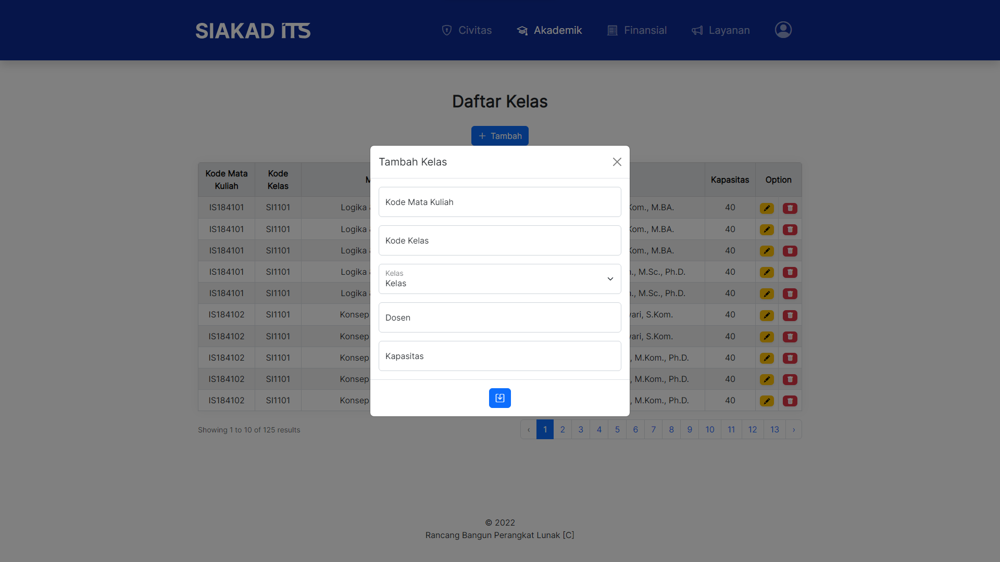 SIAKAD ITS
Civitas
Akademik
Finansial
Layanan
Daftar Kelas
+ Tambah
Tambah Kelas
Kode Mata Kuliah
Kode Kelas
Kelas
Kelas
Dosen
Kapasitas
Kode Mata Kuliah Kode Kelas Kapasitas Option
IS184101 SI1101 Logika Kom., M.BA. 40
IS184101 SI1101 Logika Kom., M.BA. 40
IS184101 SI1101 Logika Kom., M.BA. 40
IS184101 SI1101 Logika M.Sc., Ph.D. 40
IS184101 SI1101 Logika M.Sc., Ph.D. 40
IS184102 SI1101 Konsep S.Kom. 40
IS184102 SI1101 Konsep S.Kom. 40
IS184102 SI1101 Konsep M.Kom., Ph.D. 40
IS184102 SI1101 Konsep M.Kom., Ph.D. 40
IS184102 SI1101 Konsep M.Kom., Ph.D. 40
Showing 1 to 10 of 125 results
‹ 1 2 3 4 5 6 7 8 9 10 11 12 13 ›
© 2022
Rancang Bangun Perangkat Lunak [C]